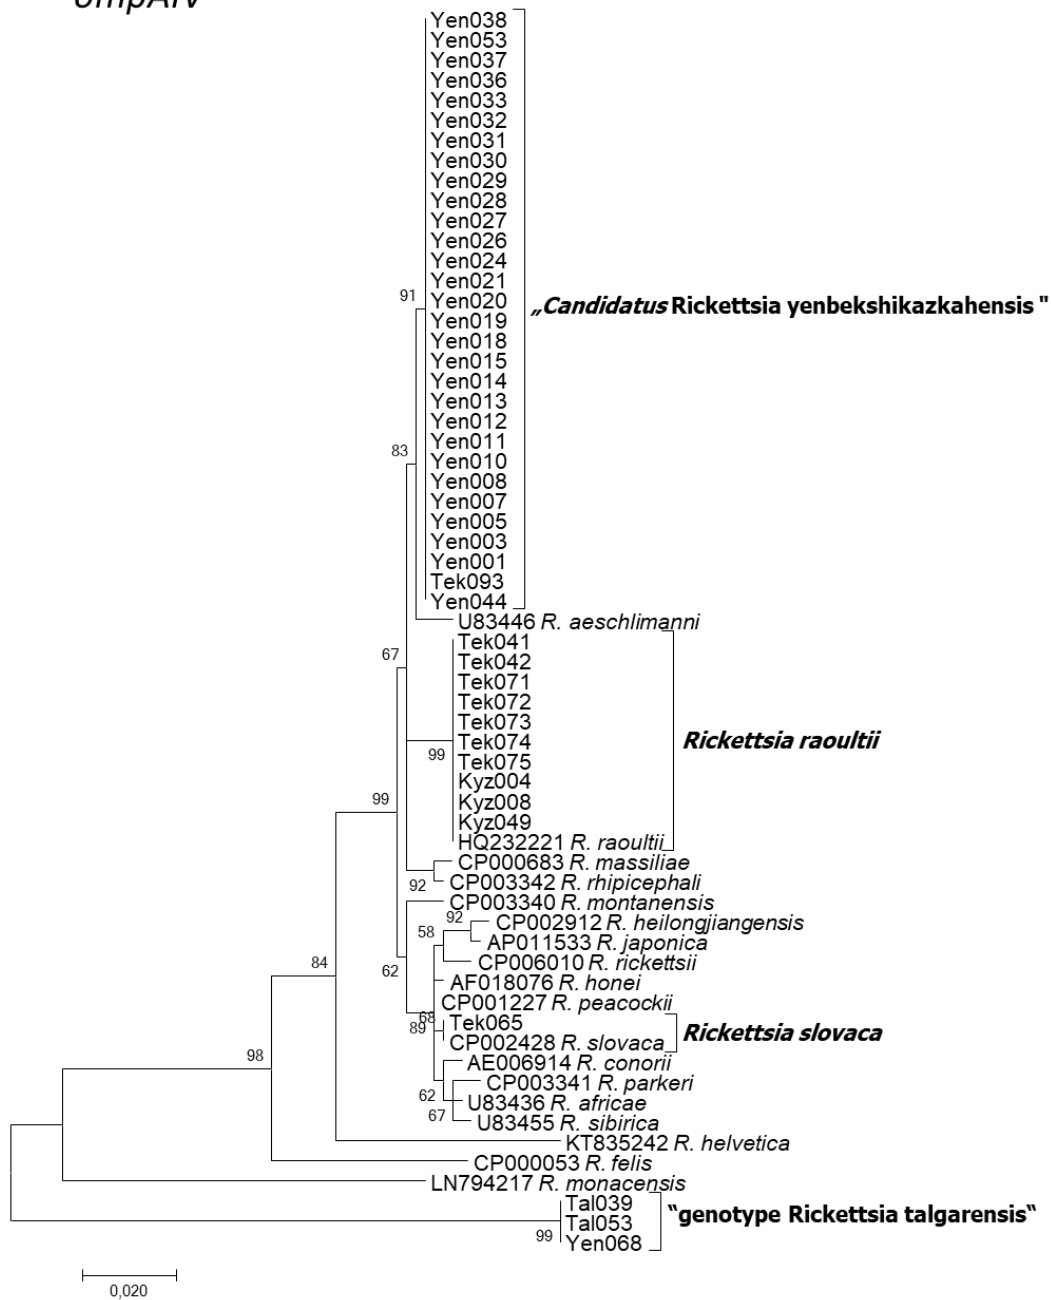 ompAIV
Yen038
Yen053
Yen037
Yen036
Yen033
Yen032
Yen031
Yen030
Yen029
Yen028
Yen027
Yen026
Yen024
Yen021
91
Yen020
„Candidatus Rickettsia yenbekshikazkahensis "
Yen019
Yen018
Yen015
Yen014
Yen013
Yen012
Yen011
83
Yen010
Yen008
Yen007
Yen005
Yen003
Yen001
Tek093
Yen044
U83446 R. aeschlimanni
Tek041
67
Tek042
Tek071
Tek072
Tek073
Tek074
Rickettsia raoultii
99
Tek075
Kyz004
99
Kyz008
Kyz049
HQ232221 R. raoultii
CP000683 R. massiliae
92
CP003342 R. rhipicephali
CP003340 R. montanensis
92
CP002912 R. heilongjiangensis
58
AP011533 R. japonica
84
62
CP006010 R. rickettsii
AF018076 R. honei
CP001227 R. peacockii
68
Tek065
89
Rickettsia slovaca
CP002428 R. slovaca
98
AE006914 R. conorii
CP003341 R. parkeri
62
U83436 R. africae
67
U83455 R. sibirica
KT835242 R. helvetica
CP000053 R. felis
LN794217 R. monacensis
Tal039
"genotype Rickettsia talgarensis“
Tal053
99
Yen068
0,020